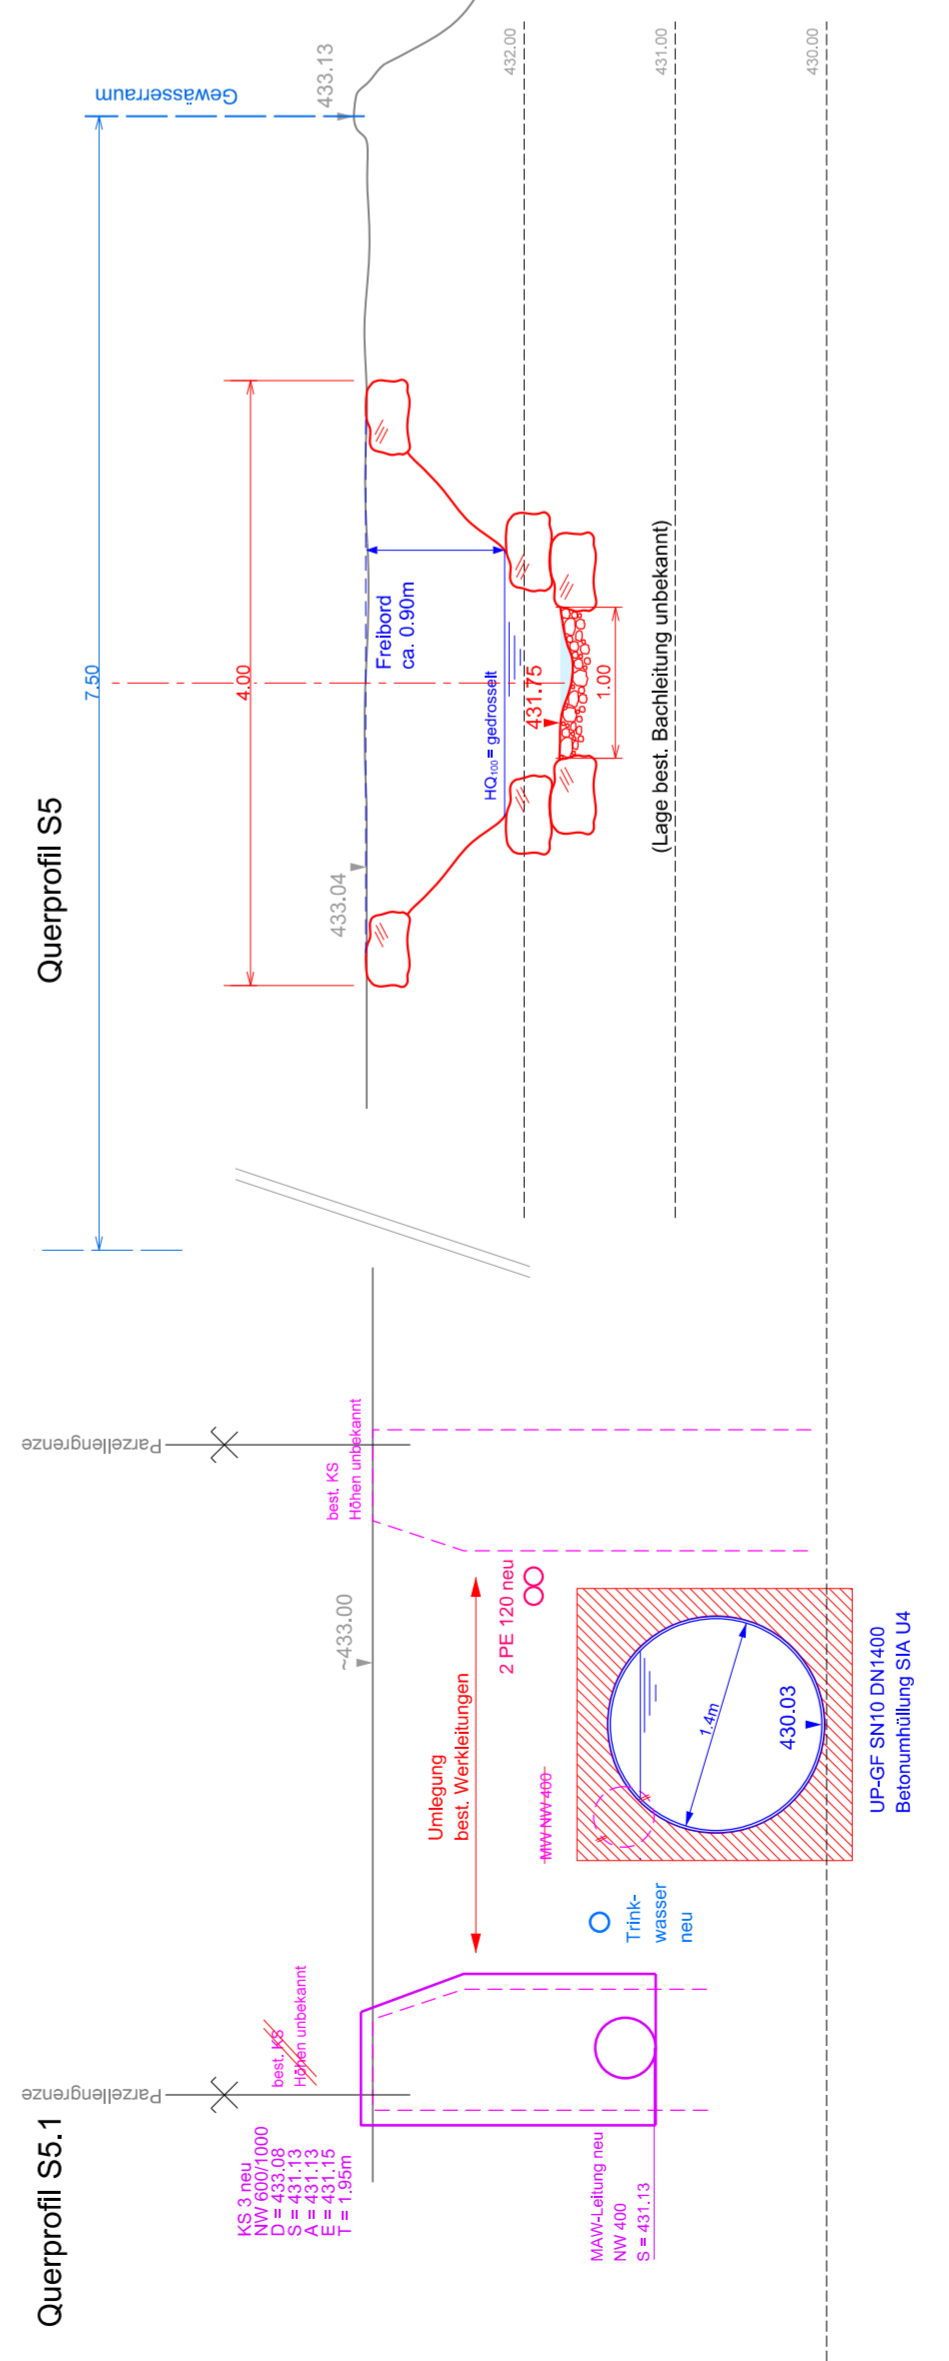 Querprofil S5.1
Parzellengrenze
Parzellengrenze
KS 3 neu
NW 600/1000
D = 433.08
S = 431.13
A = 431.13
E = 431.15
T = 1.95m
best. KS
Höhen unbekannt
best. KS
Höhen unbekannt
~433.00
Umlegung
best. Werkleitungen
2 PE 120 neu
MW NW 400
Trink-
wasser
neu
MAW-Leitung neu
NW 400
S = 431.13
1.4m
430.03
UP-GF SN10 DN1400
Betonumhüllung SIA U4
Querprofil S5
7.50
Gewässerraum
4.00
433.04
433.13
Freibord
ca. 0.90m
HQ100 = gedrosselt
431.75
1.00
(Lage best. Bachleitung unbekannt)
432.00
431.00
430.00